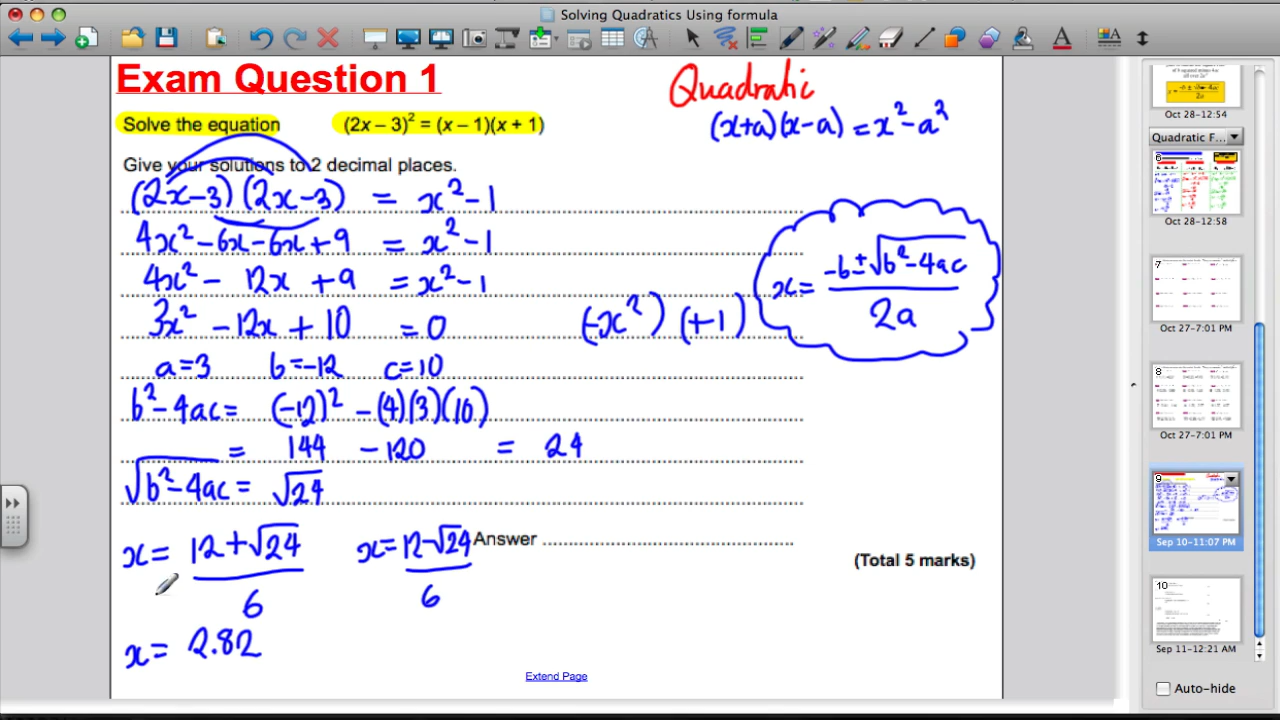 Solving Quadratics Using formula
Exam Question 1
Quadratic
(x+a)(x-a) = x² - a²
Solve the equation (2x – 3)² = (x – 1)(x + 1)
Give your solutions to 2 decimal places.
(2x-3)(2x-3) = x² - 1
4x² - 6x - 6x + 9 = x² - 1
4x² - 12x + 9 = x² - 1
3x² - 12x + 10 = 0
(-x²) (+1)
x = -b ± √b² - 4ac
2a
a = 3 b = -12 c = 10
b² - 4ac = (-12)² - (4)(3)(10)
= 144 - 120 = 24
√b² - 4ac = √24
x = 12 + √24 x = 12 - √24 Answer
6 6
(Total 5 marks)
x = 2.82
Extend Page
Oct 28-12:54
Quadratic F...
6
Oct 28-12:58
7
Oct 27-7:01 PM
8
Oct 27-7:01 PM
9
Sep 10-11:07 PM
10
Sep 11-12:21 AM
Auto-hide